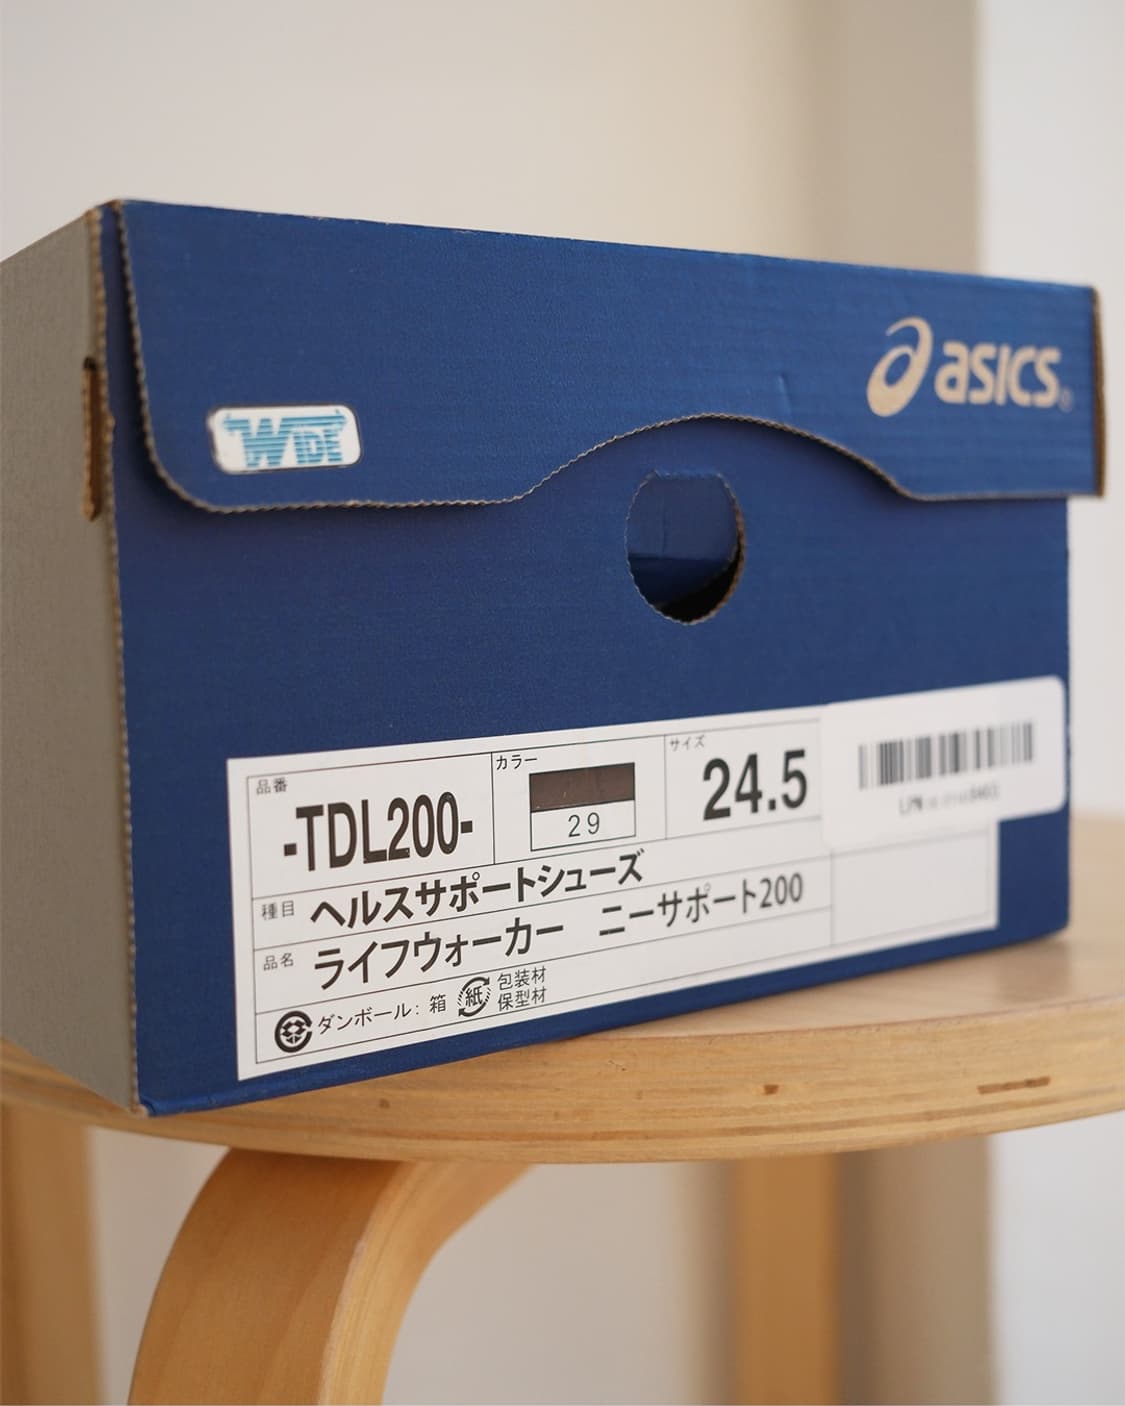 asics
WIDE
品番
-TDL200-
カラー
29
サイズ
24.5
種目 ヘルスサポートシューズ
品名 ライフウォーカー ニーサポート200
ダンボール：箱 紙 包装材
保型材